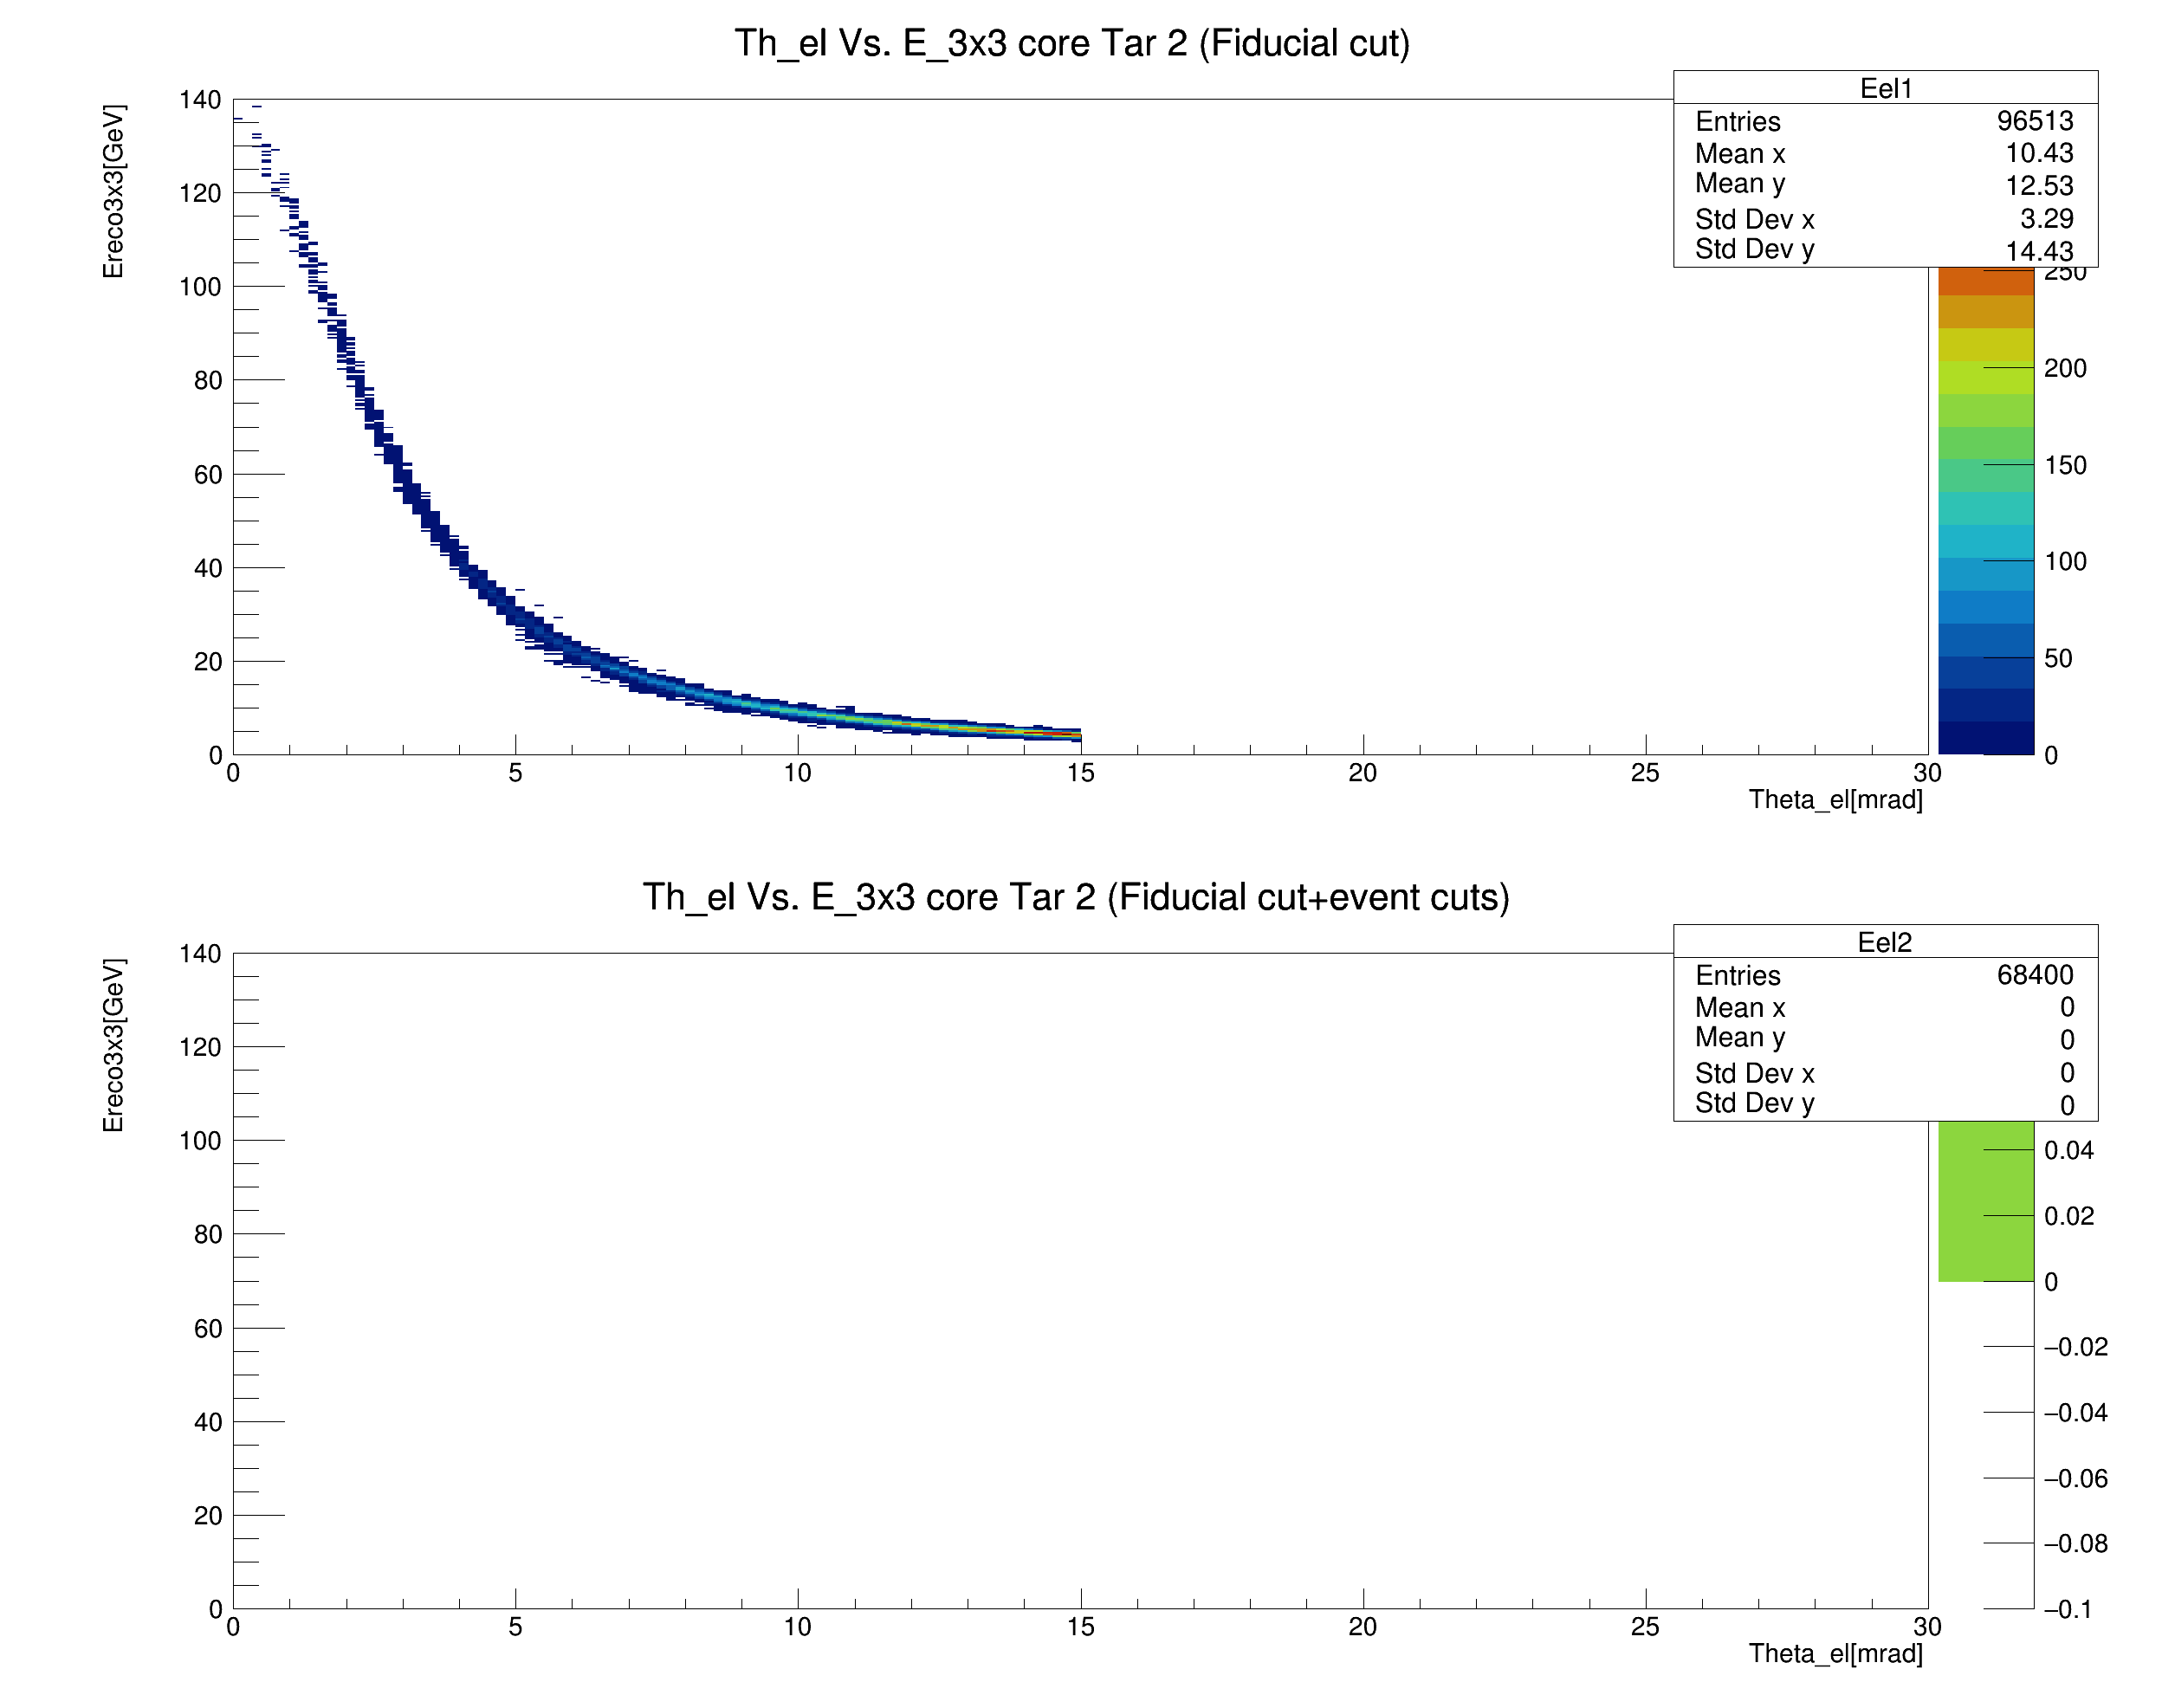 Th_el Vs. E_3x3 core Tar 2 (Fiducial cut)
Ereco3x3[GeV]
140
120
100
80
60
40
20
0
Eel1
Entries 96513
Mean x 10.43
Mean y 12.53
Std Dev x 3.29
Std Dev y 14.43
250
200
150
100
50
0
0 5 10 15 20 25 30
Theta_el[mrad]
Th_el Vs. E_3x3 core Tar 2 (Fiducial cut+event cuts)
Ereco3x3[GeV]
140
120
100
80
60
40
20
0
Eel2
Entries 68400
Mean x 0
Mean y 0
Std Dev x 0
Std Dev y 0
0.04
0.02
0
−0.02
−0.04
−0.06
−0.08
−0.1
0 5 10 15 20 25 30
Theta_el[mrad]